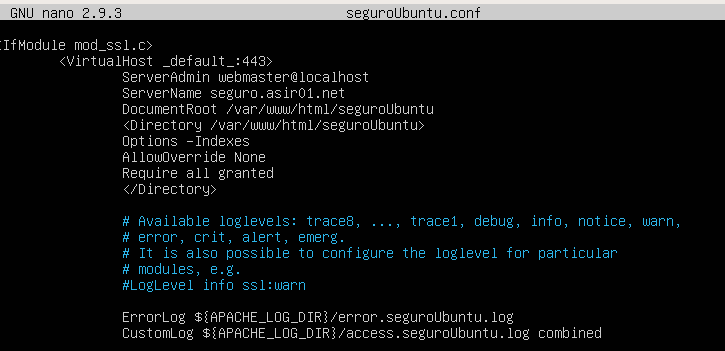 GNU nano 2.9.3 seguroUbuntu.conf
IfModule mod_ssl.c>
<VirtualHost _default_:443>
ServerAdmin webmaster@localhost
ServerName seguro.asir01.net
DocumentRoot /var/www/html/seguroUbuntu
<Directory /var/www/html/seguroUbuntu>
Options -Indexes
AllowOverride None
Require all granted
</Directory>
# Available loglevels: trace8, ..., trace1, debug, info, notice, warn,
# error, crit, alert, emerg.
# It is also possible to configure the loglevel for particular
# modules, e.g.
#LogLevel info ssl:warn
ErrorLog ${APACHE_LOG_DIR}/error.seguroUbuntu.log
CustomLog ${APACHE_LOG_DIR}/access.seguroUbuntu.log combined